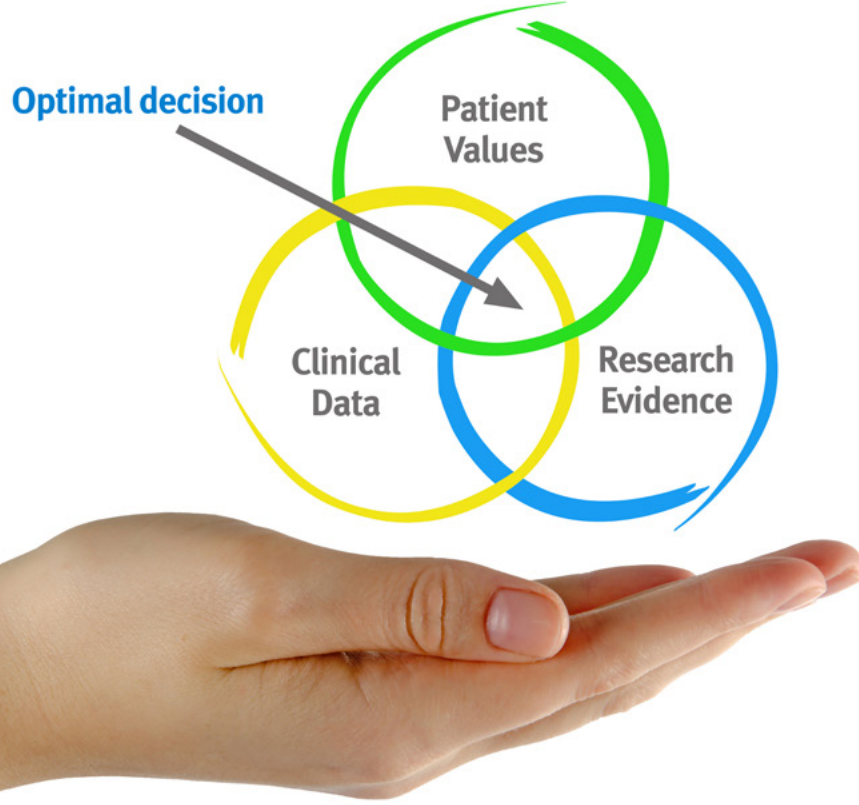 Optimal decision
Patient
Values
Clinical
Data
Research
Evidence